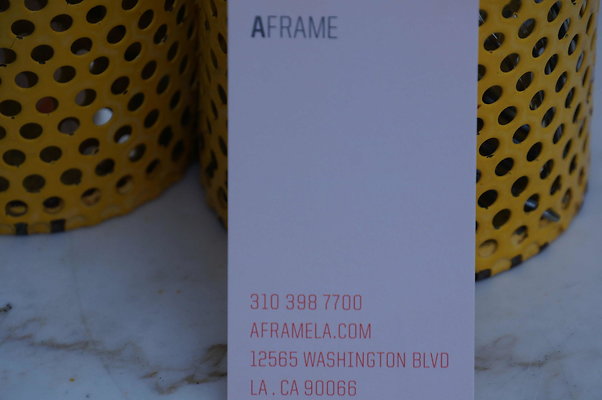 AFRAME
310 398 7700
AFRAMELA.COM
12565 WASHINGTON BLVD
LA . CA 90066